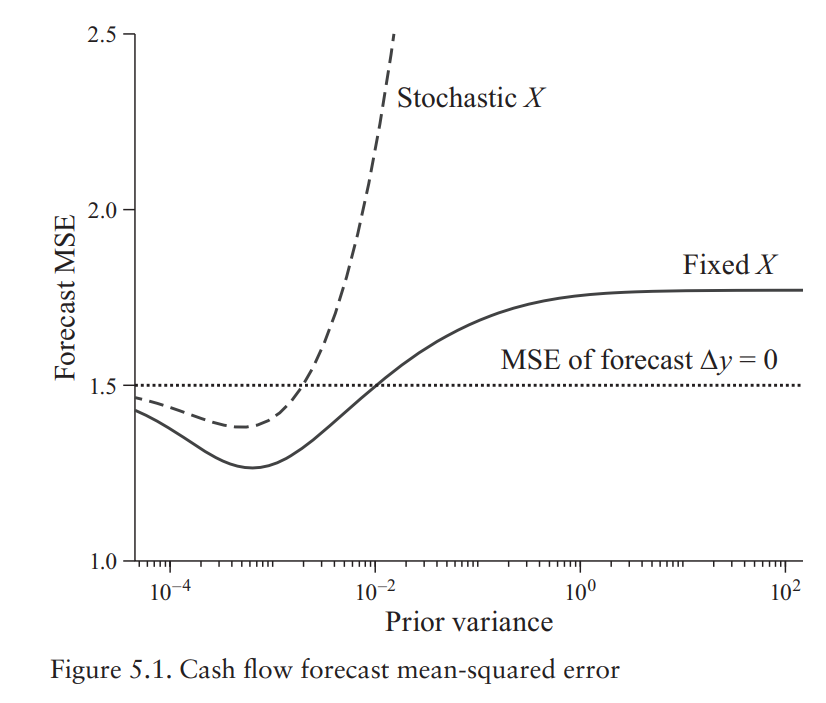 2.5
Stochastic X
2.0
Forecast MSE
Fixed X
MSE of forecast Δy = 0
1.5
1.0
10⁻⁴
10⁻²
10⁰
10²
Prior variance
Figure 5.1. Cash flow forecast mean-squared error